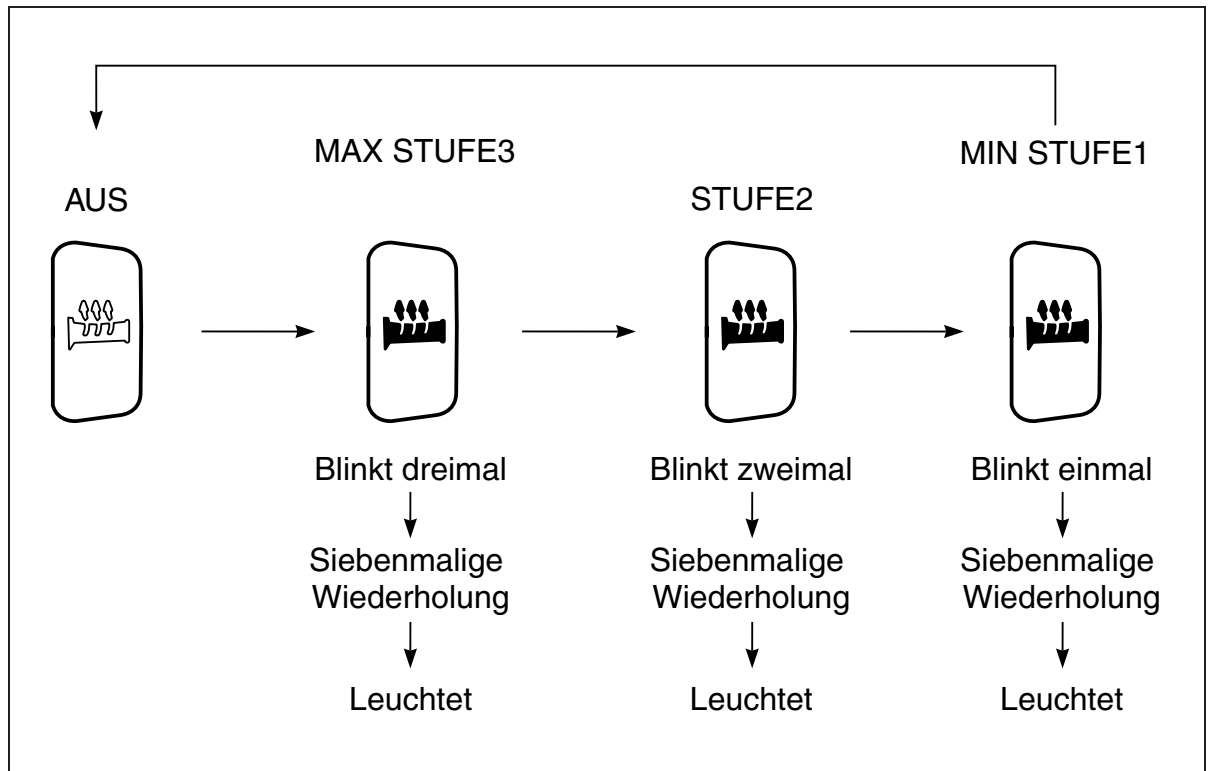 MAX STUFE3
MIN STUFE1
AUS
STUFE2
Blinkt dreimal
Blinkt zweimal
Blinkt einmal
Siebenmalige
Wiederholung
Siebenmalige
Wiederholung
Siebenmalige
Wiederholung
Leuchtet
Leuchtet
Leuchtet